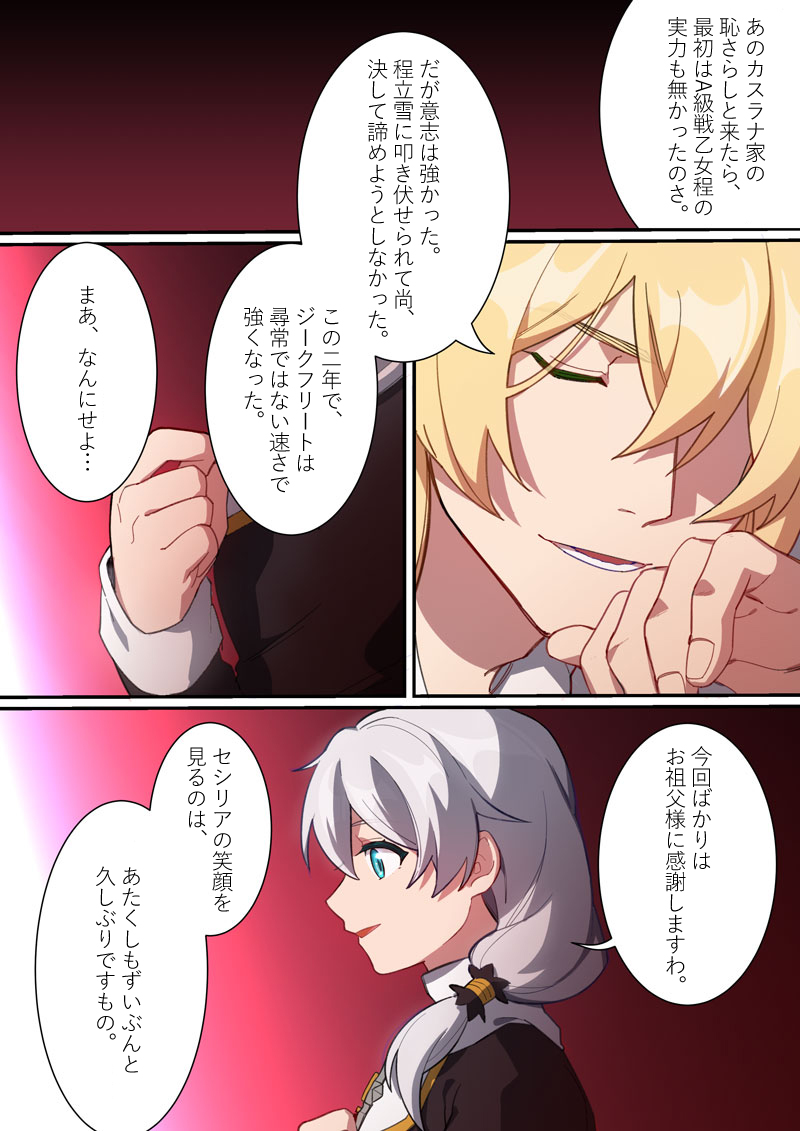 あのカスラナ家の
恥さらしと来たら、
最初はA級戦乙女程の
実力も無かったのさ。
だが意志は強かった。
程立雪に叩き伏せられて尚、
決して諦めようとしなかった。
この二年で、
ジークフリートは
尋常ではない速さで
強くなった。
まあ、なんにせよ…
今回ばかりは
お祖父様に感謝しますわ。
セシリアの笑顔を
見るのは、
あたくしもずいぶんと
久しぶりですもの。